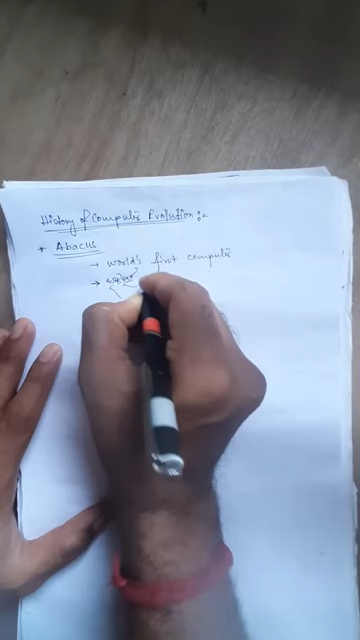 History of Computer Evolution :-
* Abacus
→ world's first computer
→